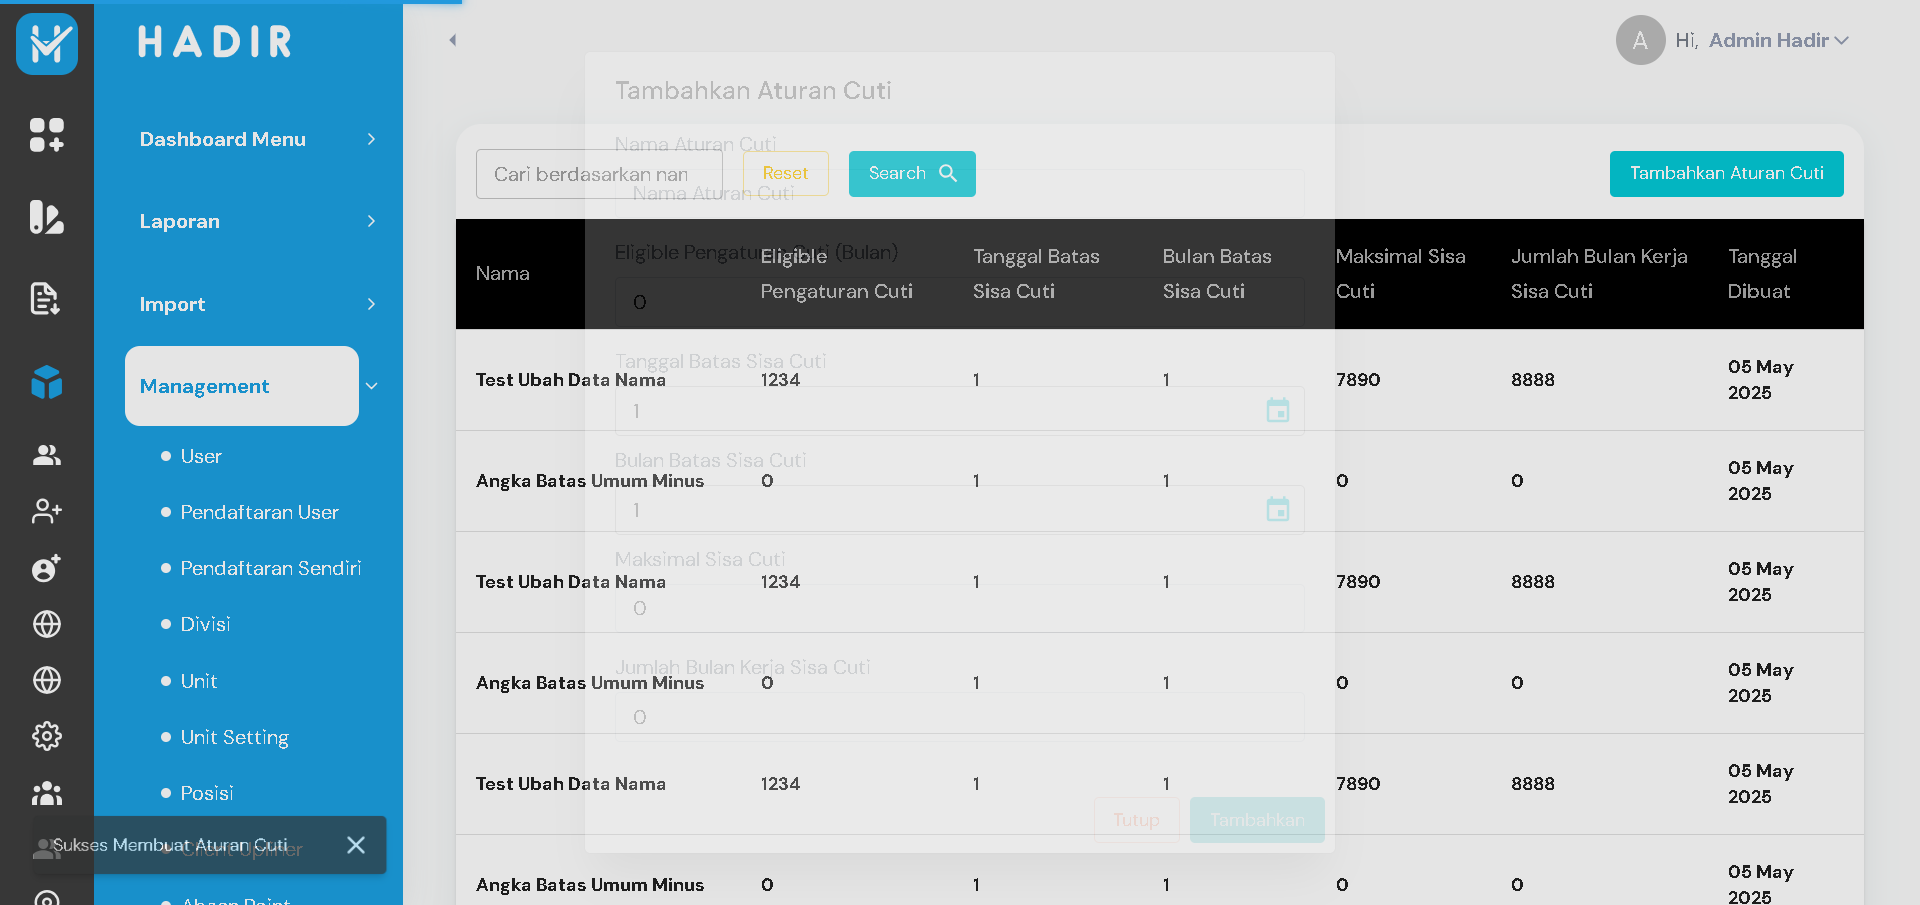 HADIR
A
Hi, Admin Hadir
Dashboard Menu
Laporan
Import
Management
User
Pendaftaran User
Pendaftaran Sendiri
Divisi
Unit
Unit Setting
Posisi
Client Upliner
Absen Point
Sukses Membuat Aturan Cuti
Cari berdasarkan nan
Reset
Search
Tambahkan Aturan Cuti
Nama
Eligible Pengaturan Cuti
Tanggal Batas Sisa Cuti
Bulan Batas Sisa Cuti
Maksimal Sisa Cuti
Jumlah Bulan Kerja Sisa Cuti
Tanggal Dibuat
Test Ubah Data Nama 1234 1 1 7890 8888 05 May 2025
Angka Batas Umum Minus 0 1 1 0 0 05 May 2025
Test Ubah Data Nama 1234 1 1 7890 8888 05 May 2025
Angka Batas Umum Minus 0 1 1 0 0 05 May 2025
Test Ubah Data Nama 1234 1 1 7890 8888 05 May 2025
Angka Batas Umum Minus 0 1 1 0 0 05 May 2025
Tambahkan Aturan Cuti
Nama Aturan Cuti
Nama Aturan Cuti
Eligible Pengaturan Cuti (Bulan)
0
Tanggal Batas Sisa Cuti
1
Bulan Batas Sisa Cuti
1
Maksimal Sisa Cuti
0
Jumlah Bulan Kerja Sisa Cuti
0
Tutup
Tambahkan